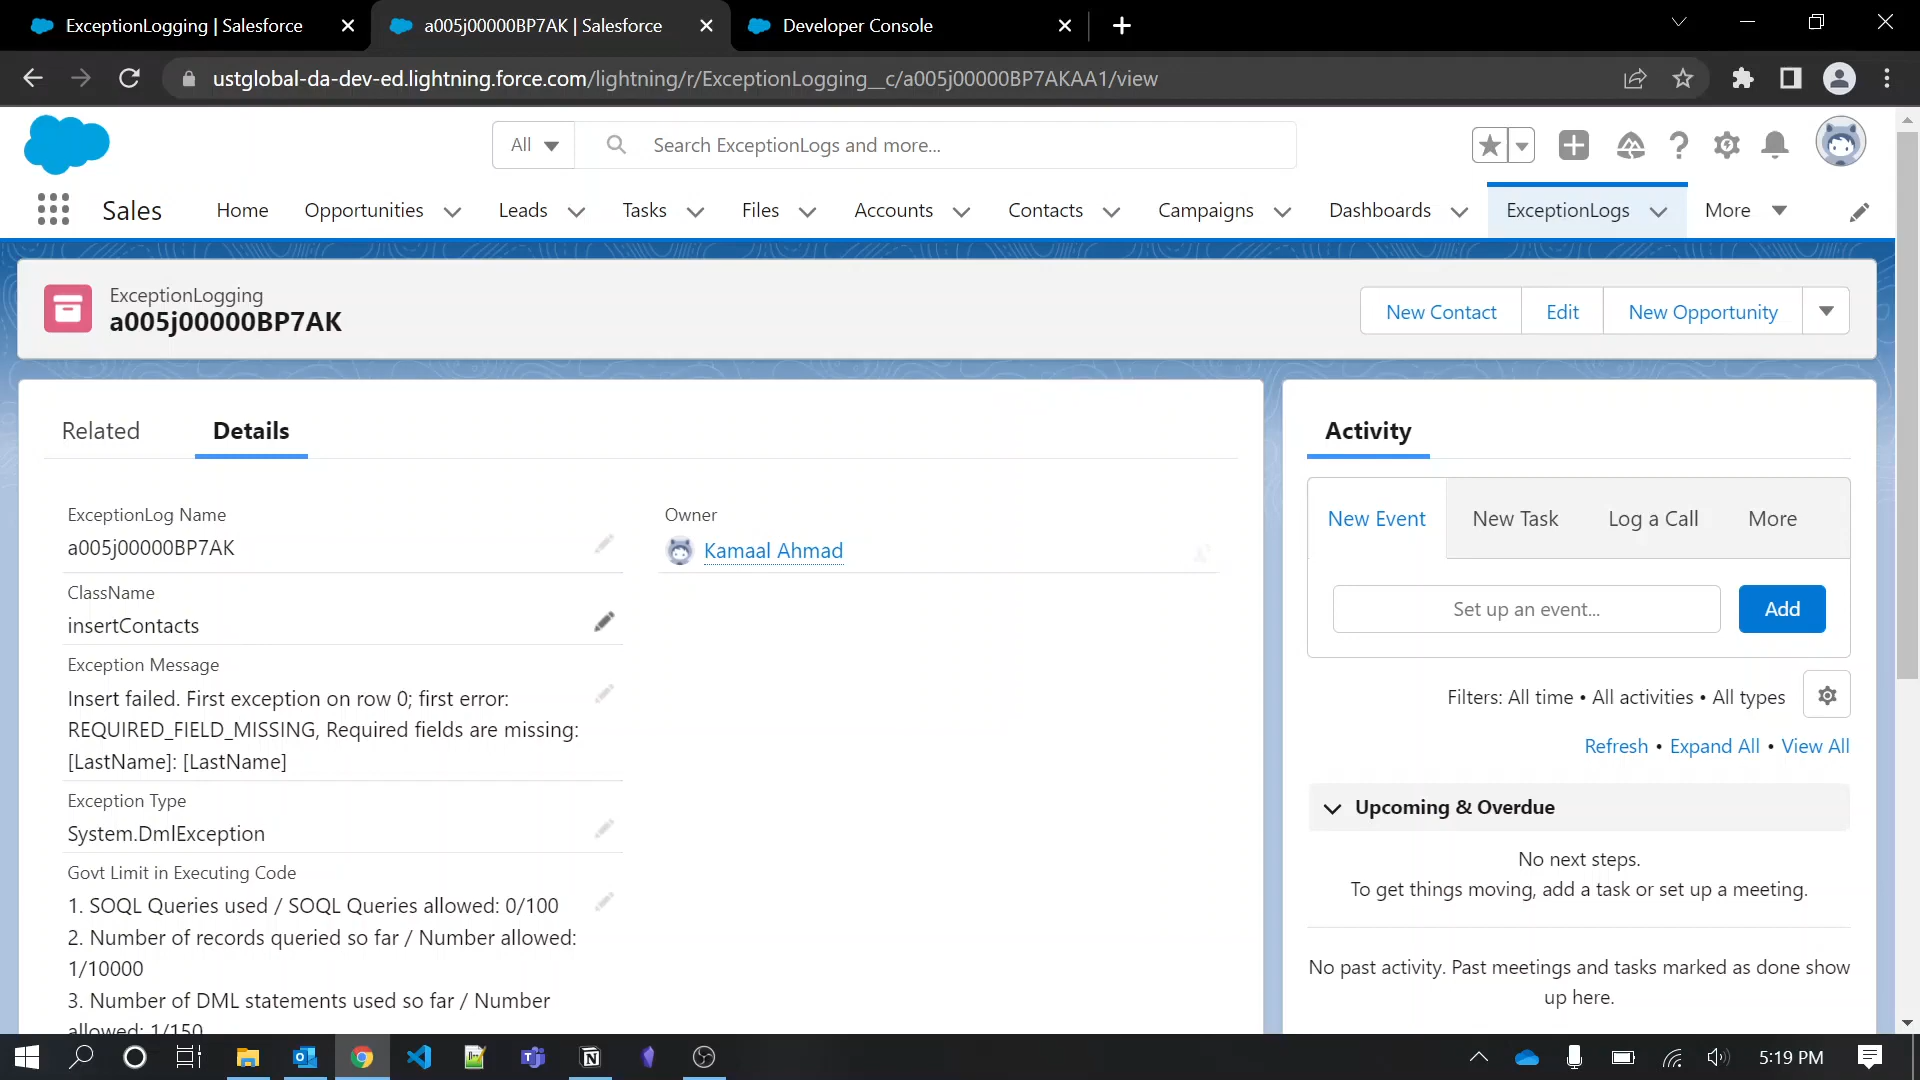 ExceptionLogging | Salesforce
a005j00000BP7AK | Salesforce
Developer Console
ustglobal-da-dev-ed.lightning.force.com/lightning/r/ExceptionLogging__c/a005j00000BP7AKAA1/view
All
Search ExceptionLogs and more...
Sales
Home
Opportunities
Leads
Tasks
Files
Accounts
Contacts
Campaigns
Dashboards
ExceptionLogs
More
ExceptionLogging
a005j00000BP7AK
New Contact
Edit
New Opportunity
Related
Details
ExceptionLog Name
a005j00000BP7AK
Owner
Kamaal Ahmad
ClassName
insertContacts
Exception Message
Insert failed. First exception on row 0; first error:
REQUIRED_FIELD_MISSING, Required fields are missing:
[LastName]: [LastName]
Exception Type
System.DmlException
Govt Limit in Executing Code
1. SOQL Queries used / SOQL Queries allowed: 0/100
2. Number of records queried so far / Number allowed:
1/10000
3. Number of DML statements used so far / Number
allowed: 1/150
Activity
New Event
New Task
Log a Call
More
Set up an event...
Add
Filters: All time • All activities • All types
Refresh • Expand All • View All
Upcoming & Overdue
No next steps.
To get things moving, add a task or set up a meeting.
No past activity. Past meetings and tasks marked as done show
up here.
5:19 PM